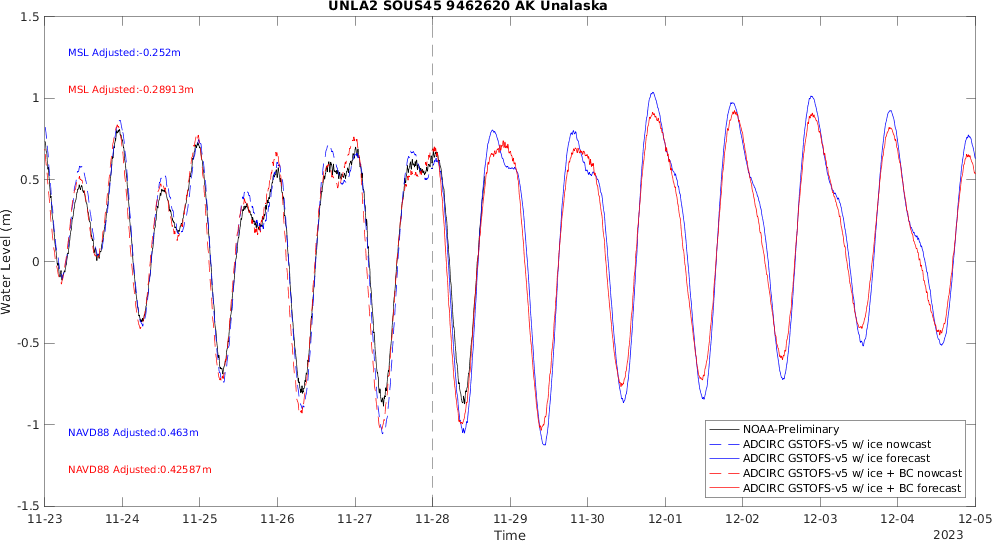 UNLA2 SOUS45 9462620 AK Unalaska
1.5
1
0.5
0
-0.5
-1
-1.5
Water Level (m)
MSL Adjusted:-0.252m
MSL Adjusted:-0.28913m
NAVD88 Adjusted:0.463m
NAVD88 Adjusted:0.42587m
NOAA-Preliminary
ADCIRC GSTOFS-v5 w/ ice nowcast
ADCIRC GSTOFS-v5 w/ ice forecast
ADCIRC GSTOFS-v5 w/ ice + BC nowcast
ADCIRC GSTOFS-v5 w/ ice + BC forecast
11-23 11-24 11-25 11-26 11-27 11-28 11-29 11-30 12-01 12-02 12-03 12-04 12-05
Time
2023